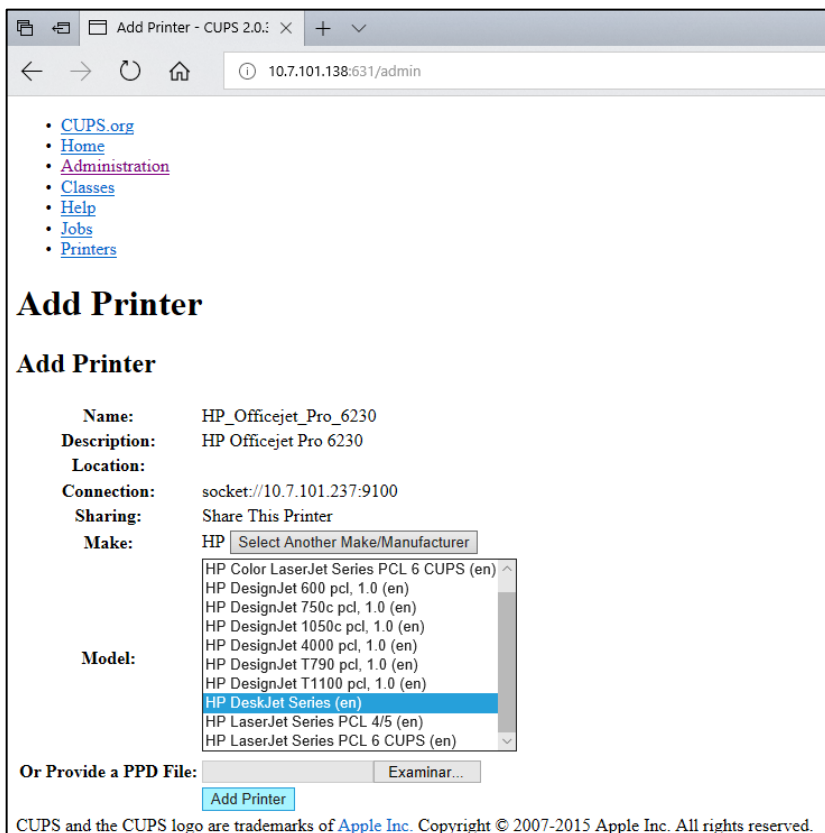 Add Printer - CUPS 2.0.3
10.7.101.138:631/admin
• CUPS.org
• Home
• Administration
• Classes
• Help
• Jobs
• Printers
Add Printer
Add Printer
Name: HP_Officejet_Pro_6230
Description: HP Officejet Pro 6230
Location:
Connection: socket://10.7.101.237:9100
Sharing: Share This Printer
Make: HP Select Another Make/Manufacturer
HP Color LaserJet Series PCL 6 CUPS (en)
HP DesignJet 600 pcl, 1.0 (en)
HP DesignJet 750c pcl, 1.0 (en)
HP DesignJet 1050c pcl, 1.0 (en)
HP DesignJet 4000 pcl, 1.0 (en)
Model: HP DesignJet T790 pcl, 1.0 (en)
HP DesignJet T1100 pcl, 1.0 (en)
HP DeskJet Series (en)
HP LaserJet Series PCL 4/5 (en)
HP LaserJet Series PCL 6 CUPS (en)
Or Provide a PPD File: Examinar...
Add Printer
CUPS and the CUPS logo are trademarks of Apple Inc. Copyright © 2007-2015 Apple Inc. All rights reserved.